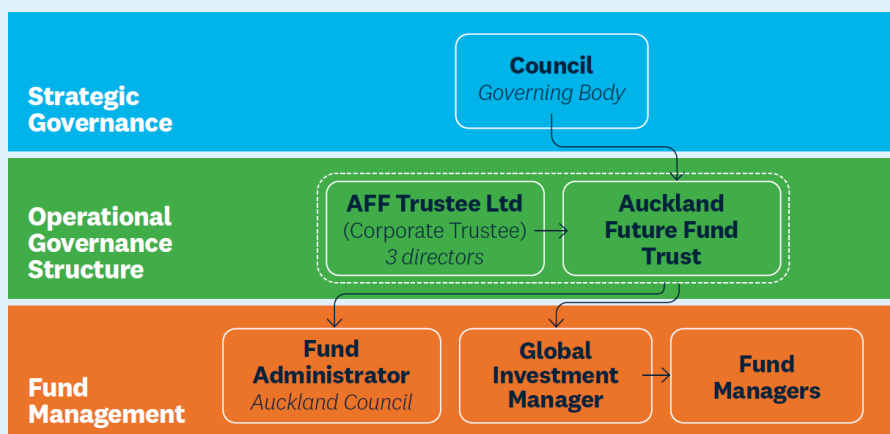 Strategic
Governance
Council
Governing Body
Operational
Governance
Structure
AFF Trustee Ltd
(Corporate Trustee)
3 directors
Auckland
Future Fund
Trust
Fund
Management
Fund
Administrator
Auckland Council
Global
Investment
Manager
Fund
Managers